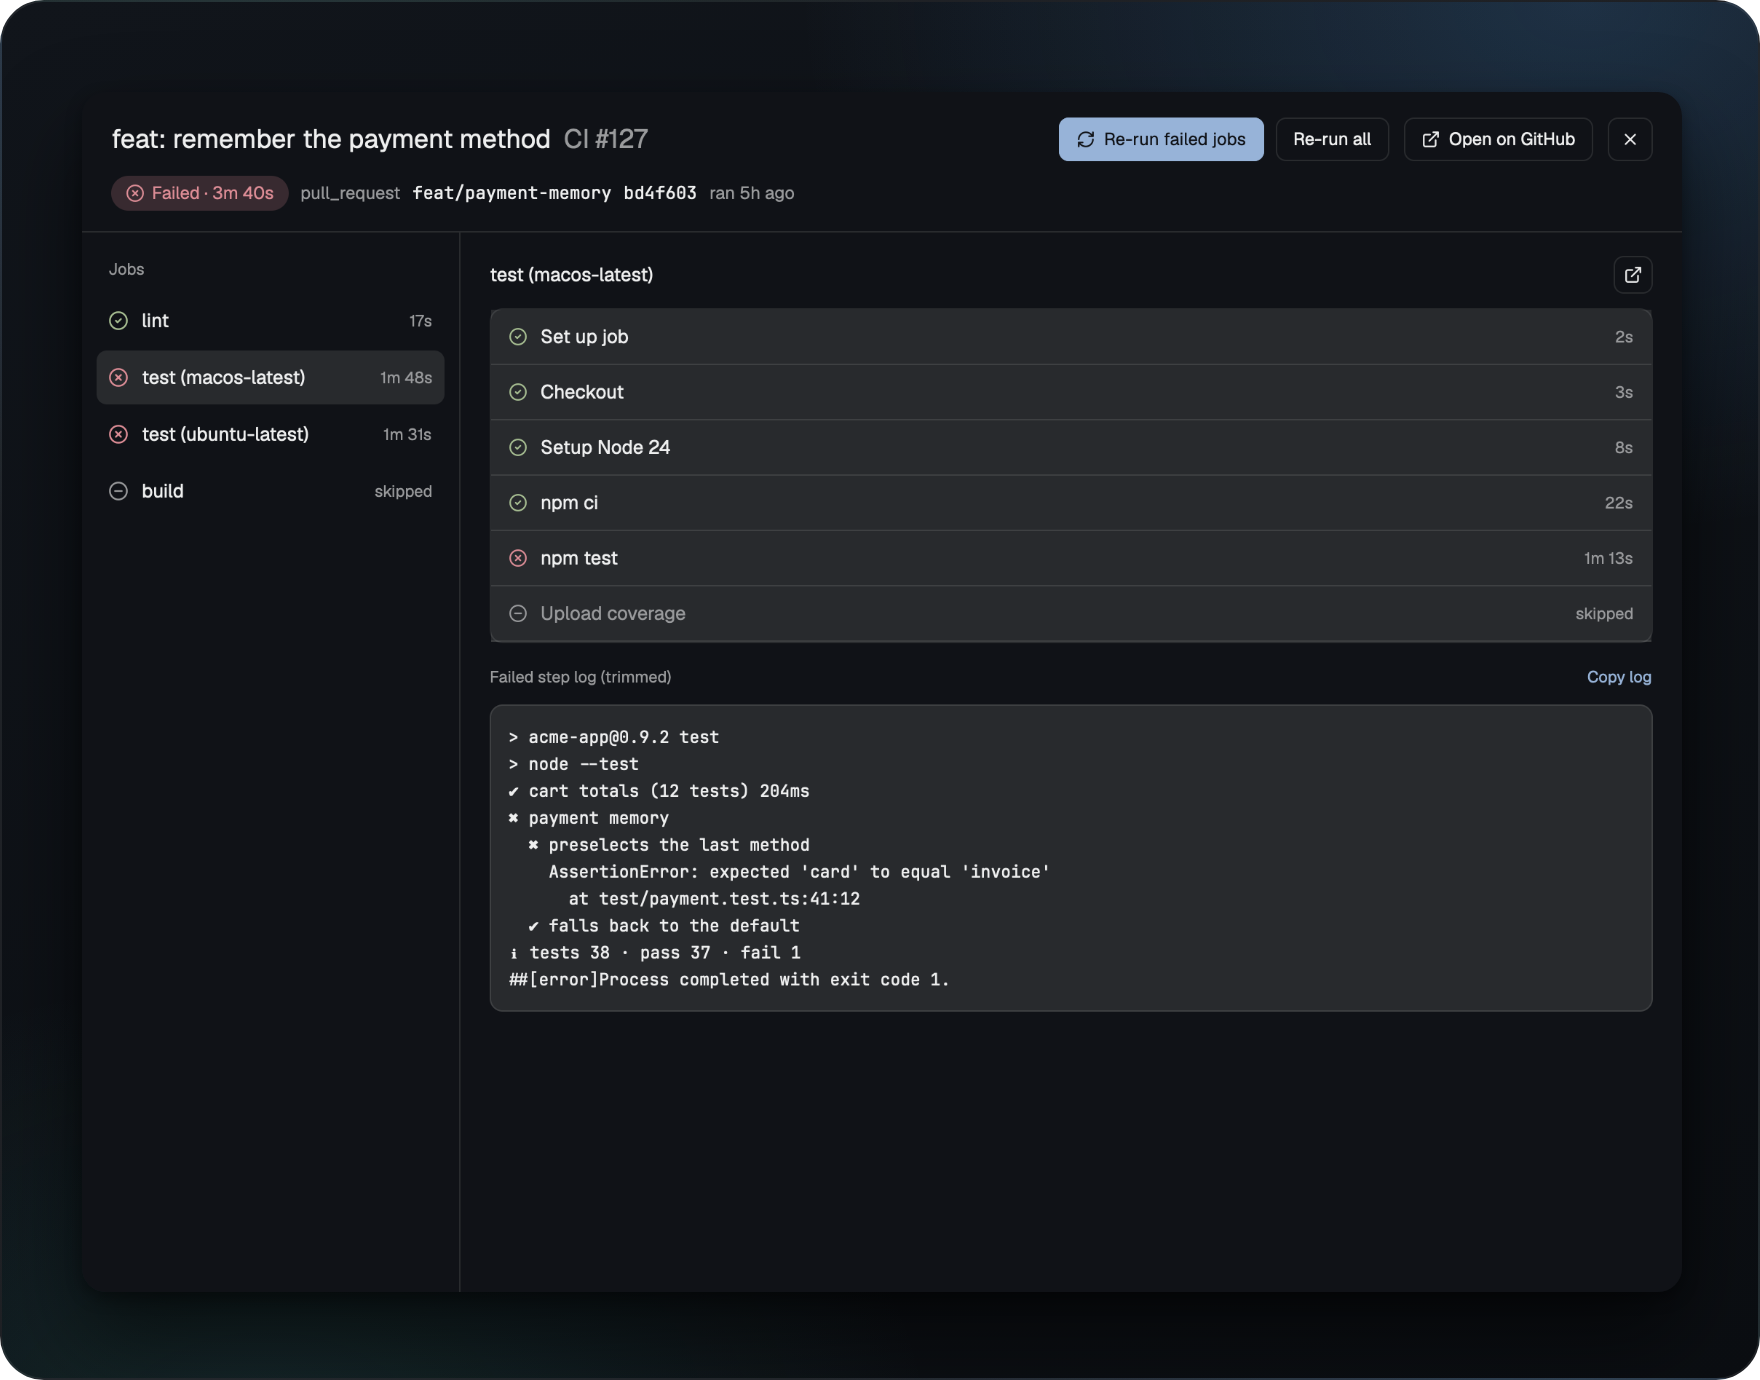 feat: remember the payment method CI #127
Re-run failed jobs
Re-run all
Open on GitHub
Failed · 3m 40s pull_request feat/payment-memory bd4f603 ran 5h ago
Jobs
lint 17s
test (macos-latest) 1m 48s
test (ubuntu-latest) 1m 31s
build skipped
test (macos-latest)
Set up job 2s
Checkout 3s
Setup Node 24 8s
npm ci 22s
npm test 1m 13s
Upload coverage skipped
Failed step log (trimmed) Copy log
> acme-app@0.9.2 test
> node --test
✔ cart totals (12 tests) 204ms
✖ payment memory
✖ preselects the last method
AssertionError: expected 'card' to equal 'invoice'
at test/payment.test.ts:41:12
✔ falls back to the default
ℹ tests 38 · pass 37 · fail 1
##[error]Process completed with exit code 1.